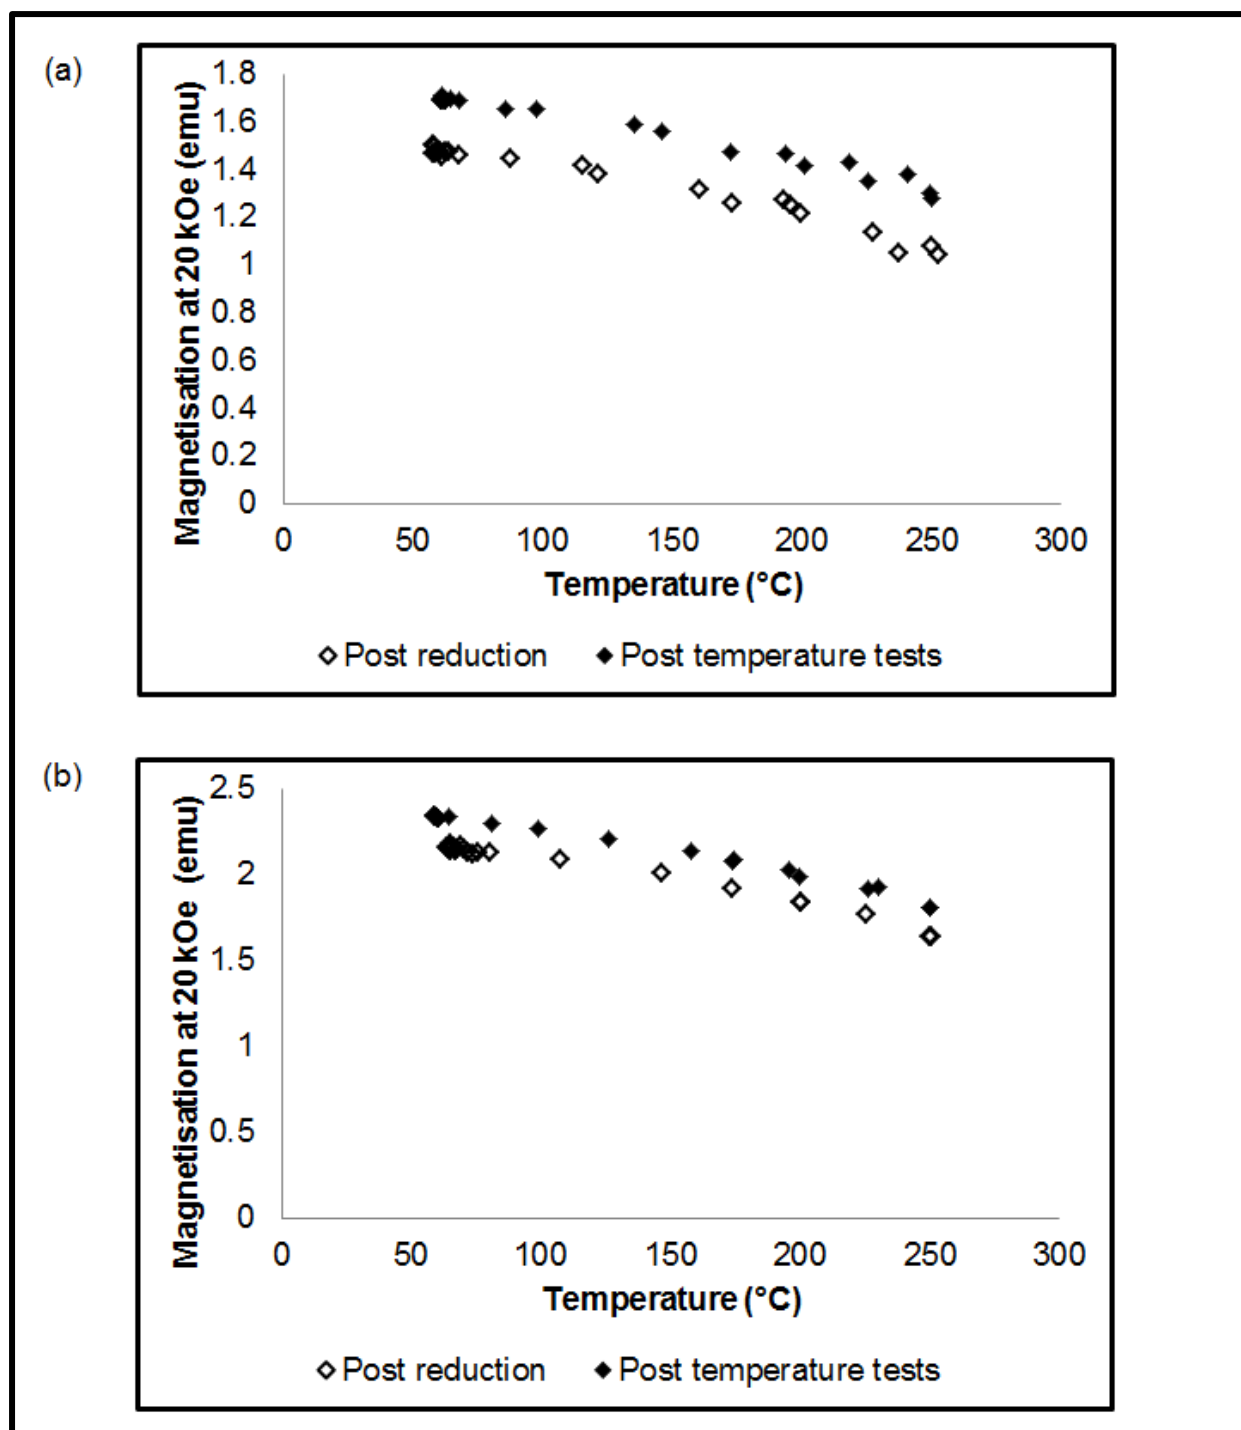 (a)
Magnetisation at 20 kOe (emu)
1.8
1.6
1.4
1.2
1
0.8
0.6
0.4
0.2
0
0 50 100 150 200 250 300
Temperature (°C)
Post reduction Post temperature tests
(b)
Magnetisation at 20 kOe (emu)
2.5
2
1.5
1
0.5
0
0 50 100 150 200 250 300
Temperature (°C)
Post reduction Post temperature tests